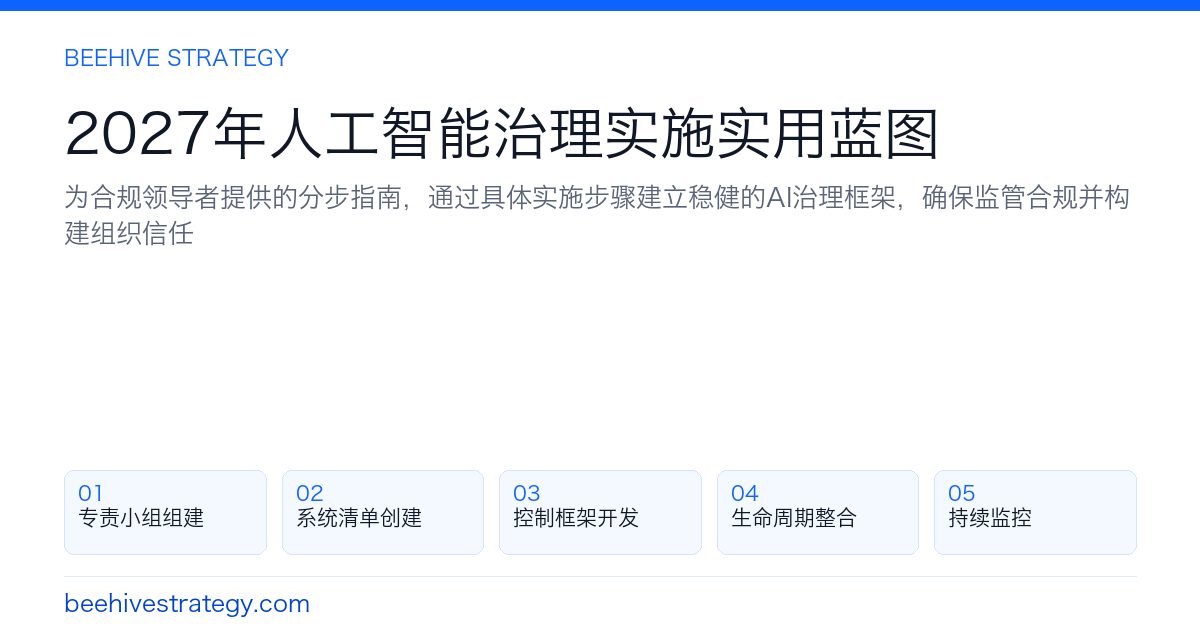 BEEHIVE STRATEGY
2027年人工智能治理实施实用蓝图
为合规领导者提供的分步指南，通过具体实施步骤建立稳健的AI治理框架，确保监管合规并构
建组织信任
01
专责小组组建
02
系统清单创建
03
控制框架开发
04
生命周期整合
05
持续监控
beehivestrategy.com